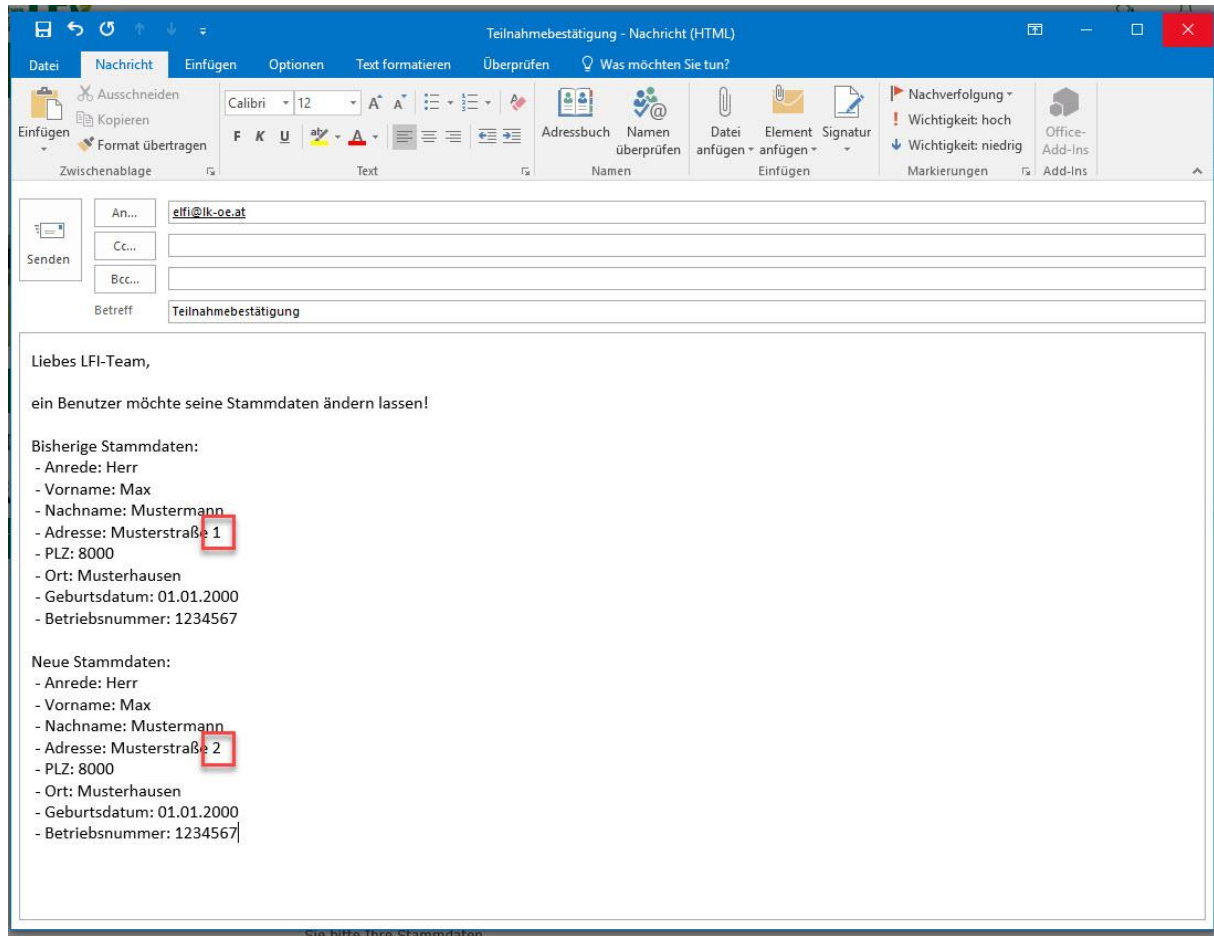 Teilnahmebestätigung - Nachricht (HTML)
Datei Nachricht Einfügen Optionen Text formatieren Überprüfen Was möchten Sie tun?
Einfügen
Ausschneiden
Kopieren
Format übertragen
Zwischenablage
Calibri 12
F K U
Text
Adressbuch
Namen überprüfen
Namen
Datei anfügen
Element anfügen
Signatur
Einfügen
Nachverfolgung
Wichtigkeit: hoch
Wichtigkeit: niedrig
Markierungen
Office-
Add-Ins
Add-Ins
Senden
An... elfi@lk-oe.at
Cc...
Bcc...
Betreff Teilnahmebestätigung
Liebes LFI-Team,
ein Benutzer möchte seine Stammdaten ändern lassen!
Bisherige Stammdaten:
- Anrede: Herr
- Vorname: Max
- Nachname: Mustermann
- Adresse: Musterstraße 1
- PLZ: 8000
- Ort: Musterhausen
- Geburtsdatum: 01.01.2000
- Betriebsnummer: 1234567
Neue Stammdaten:
- Anrede: Herr
- Vorname: Max
- Nachname: Mustermann
- Adresse: Musterstraße 2
- PLZ: 8000
- Ort: Musterhausen
- Geburtsdatum: 01.01.2000
- Betriebsnummer: 1234567
Sie bitte Ihre Stammdaten